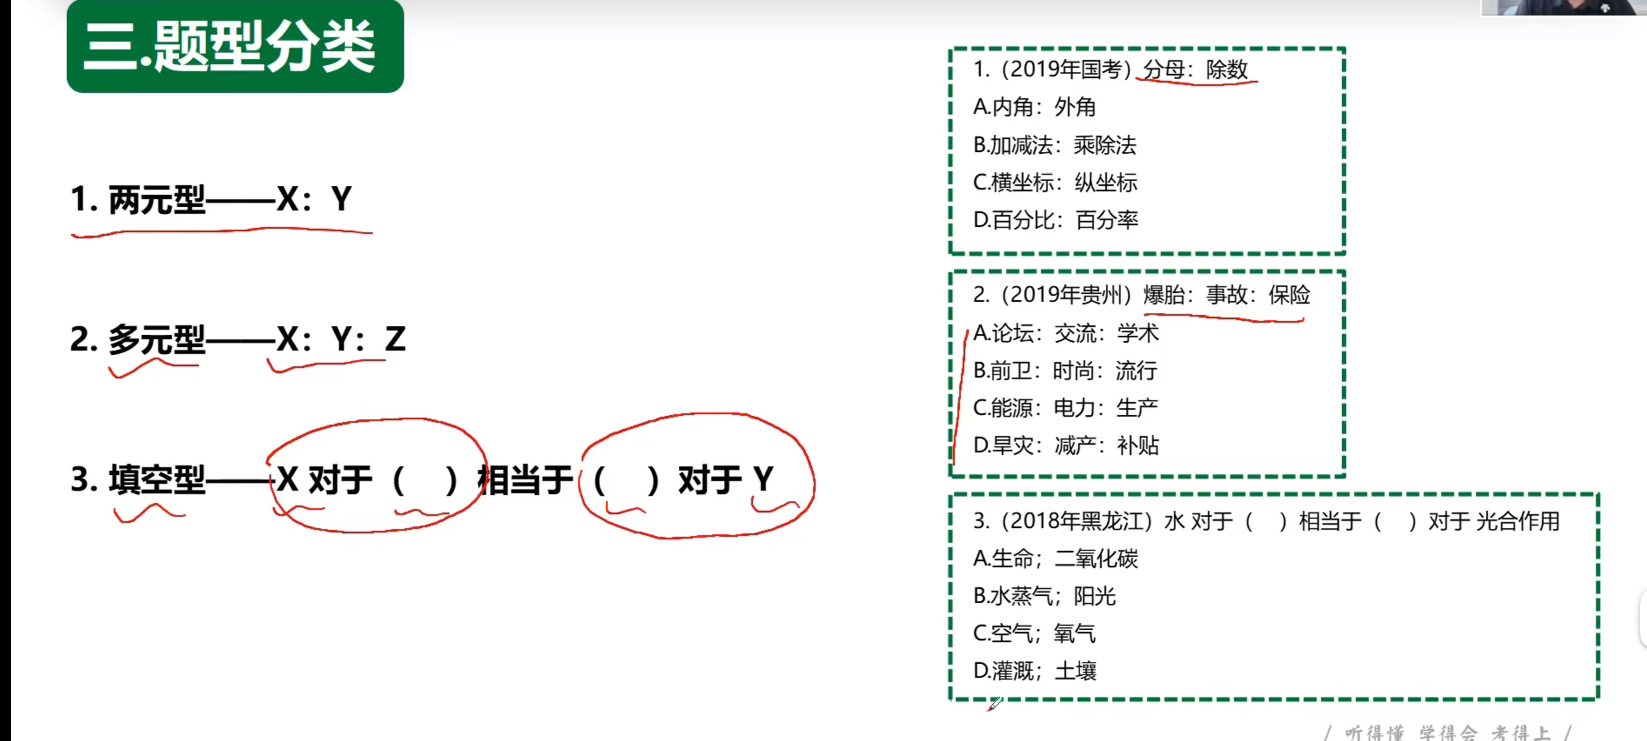 三.题型分类
1. 两元型——X：Y
2. 多元型——X：Y：Z
3. 填空型——X 对于（　）相当于（　）对于 Y
1.（2019年国考）分母：除数
A.内角：外角
B.加减法：乘除法
C.横坐标：纵坐标
D.百分比：百分率
2.（2019年贵州）爆胎：事故：保险
A.论坛：交流：学术
B.前卫：时尚：流行
C.能源：电力：生产
D.旱灾：减产：补贴
3.（2018年黑龙江）水 对于（　）相当于（　）对于 光合作用
A.生命；二氧化碳
B.水蒸气；阳光
C.空气；氧气
D.灌溉；土壤
/ 听得懂 学得会 考得上 /